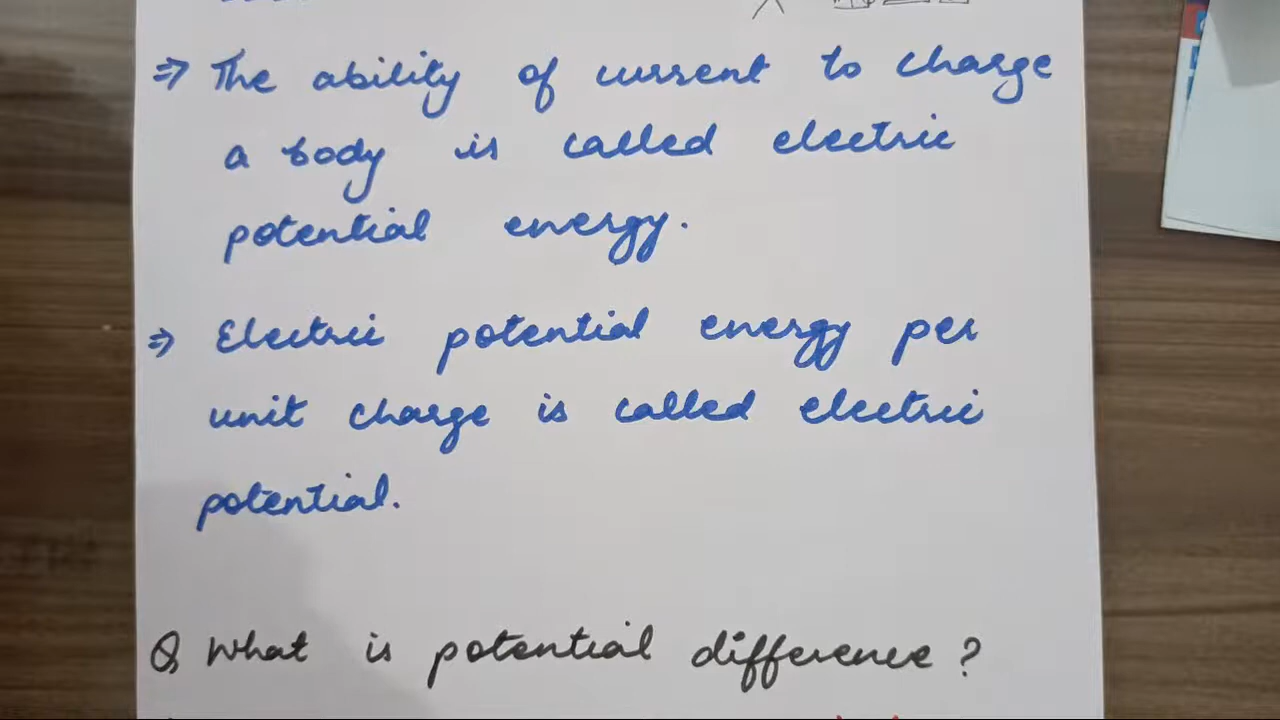 ⇒ The ability of current to charge
a body is called electric
potential energy.
⇒ Electric potential energy per
unit charge is called electric
potential.
Q What is potential difference ?